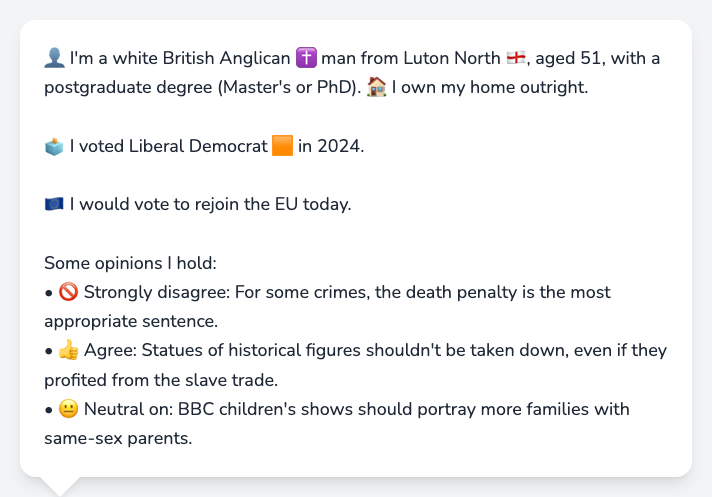 👤 I'm a white British Anglican ✝️ man from Luton North 🏴󠁧󠁢󠁥󠁮󠁧󠁿, aged 51, with a
postgraduate degree (Master's or PhD). 🏠 I own my home outright.
🗳️ I voted Liberal Democrat 🟧 in 2024.
🇪🇺 I would vote to rejoin the EU today.
Some opinions I hold:
• 🚫 Strongly disagree: For some crimes, the death penalty is the most
appropriate sentence.
• 👍 Agree: Statues of historical figures shouldn't be taken down, even if they
profited from the slave trade.
• 😐 Neutral on: BBC children's shows should portray more families with
same-sex parents.